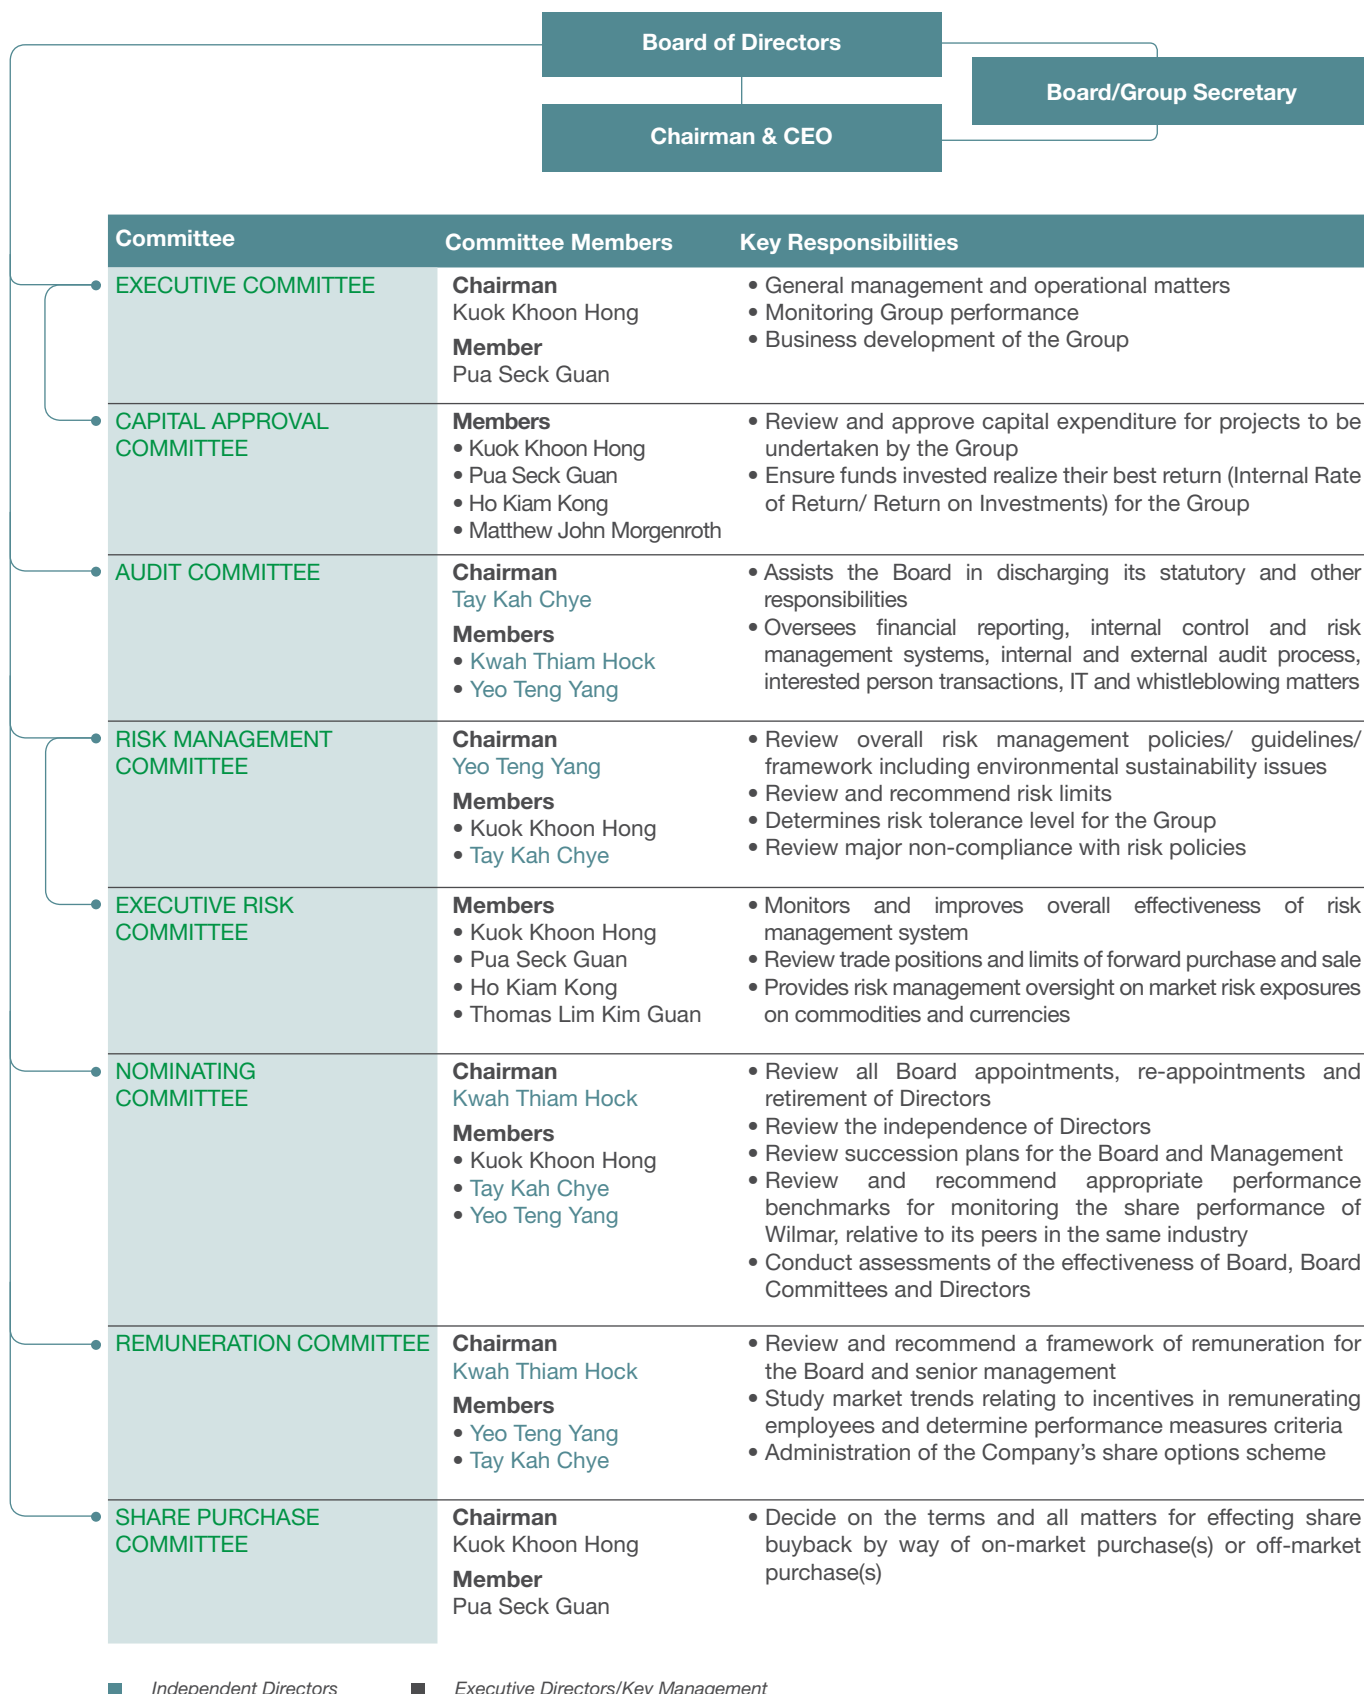 Board of Directors
Board/Group Secretary
Chairman & CEO
Committee
Committee Members
Key Responsibilities
EXECUTIVE COMMITTEE
Chairman
Kuok Khoon Hong
Member
Pua Seck Guan
• General management and operational matters
• Monitoring Group performance
• Business development of the Group
CAPITAL APPROVAL
COMMITTEE
Members
• Kuok Khoon Hong
• Pua Seck Guan
• Ho Kiam Kong
• Matthew John Morgenroth
• Review and approve capital expenditure for projects to be
undertaken by the Group
• Ensure funds invested realize their best return (Internal Rate
of Return/ Return on Investments) for the Group
AUDIT COMMITTEE
Chairman
Tay Kah Chye
Members
• Kwah Thiam Hock
• Yeo Teng Yang
• Assists the Board in discharging its statutory and other
responsibilities
• Oversees financial reporting, internal control and risk
management systems, internal and external audit process,
interested person transactions, IT and whistleblowing matters
RISK MANAGEMENT
COMMITTEE
Chairman
Yeo Teng Yang
Members
• Kuok Khoon Hong
• Tay Kah Chye
• Review overall risk management policies/ guidelines/
framework including environmental sustainability issues
• Review and recommend risk limits
• Determines risk tolerance level for the Group
• Review major non-compliance with risk policies
EXECUTIVE RISK
COMMITTEE
Members
• Kuok Khoon Hong
• Pua Seck Guan
• Ho Kiam Kong
• Thomas Lim Kim Guan
• Monitors and improves overall effectiveness of risk
management system
• Review trade positions and limits of forward purchase and sale
• Provides risk management oversight on market risk exposures
on commodities and currencies
NOMINATING
COMMITTEE
Chairman
Kwah Thiam Hock
Members
• Kuok Khoon Hong
• Tay Kah Chye
• Yeo Teng Yang
• Review all Board appointments, re-appointments and
retirement of Directors
• Review the independence of Directors
• Review succession plans for the Board and Management
• Review and recommend appropriate performance
benchmarks for monitoring the share performance of
Wilmar, relative to its peers in the same industry
• Conduct assessments of the effectiveness of Board, Board
Committees and Directors
REMUNERATION COMMITTEE
Chairman
Kwah Thiam Hock
Members
• Yeo Teng Yang
• Tay Kah Chye
• Review and recommend a framework of remuneration for
the Board and senior management
• Study market trends relating to incentives in remunerating
employees and determine performance measures criteria
• Administration of the Company's share options scheme
SHARE PURCHASE
COMMITTEE
Chairman
Kuok Khoon Hong
Member
Pua Seck Guan
• Decide on the terms and all matters for effecting share
buyback by way of on-market purchase(s) or off-market
purchase(s)
Independent Directors
Executive Directors/Key Management